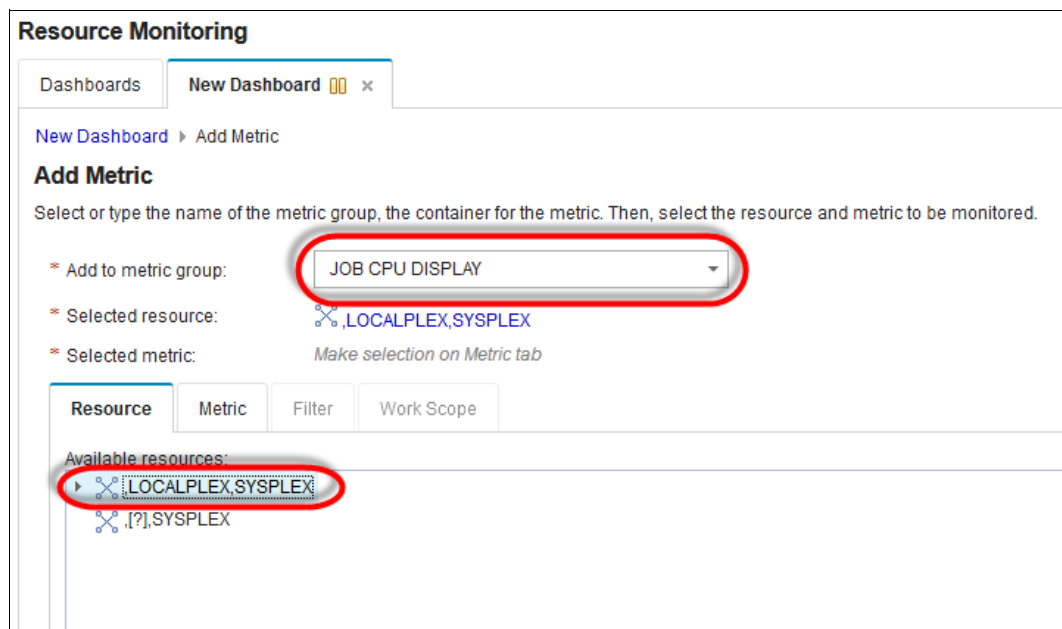 Resource Monitoring
Dashboards New Dashboard ×
New Dashboard Add Metric
Add Metric
Select or type the name of the metric group, the container for the metric. Then, select the resource and metric to be monitored.
* Add to metric group: JOB CPU DISPLAY
* Selected resource: ,LOCALPLEX,SYSPLEX
* Selected metric: Make selection on Metric tab
Resource Metric Filter Work Scope
Available resources:
,LOCALPLEX,SYSPLEX
,[?],SYSPLEX